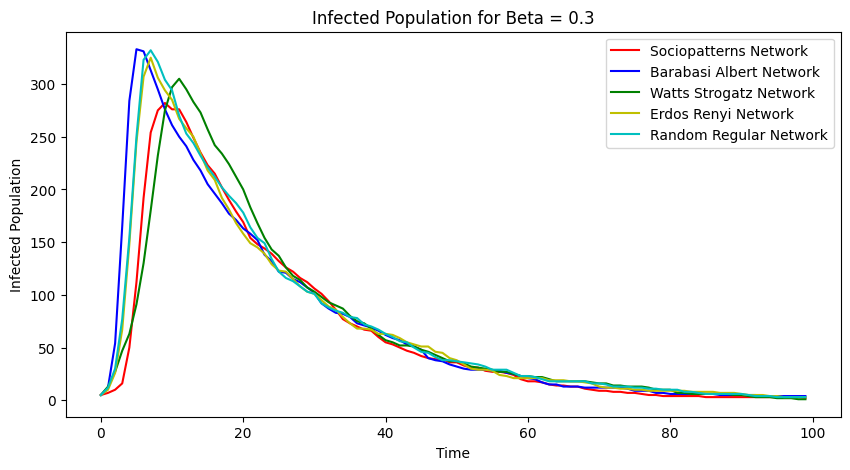 Infected Population for Beta = 0.3
Infected Population
300
250
200
150
100
50
0
0 20 40 60 80 100
Time
Sociopatterns Network
Barabasi Albert Network
Watts Strogatz Network
Erdos Renyi Network
Random Regular Network